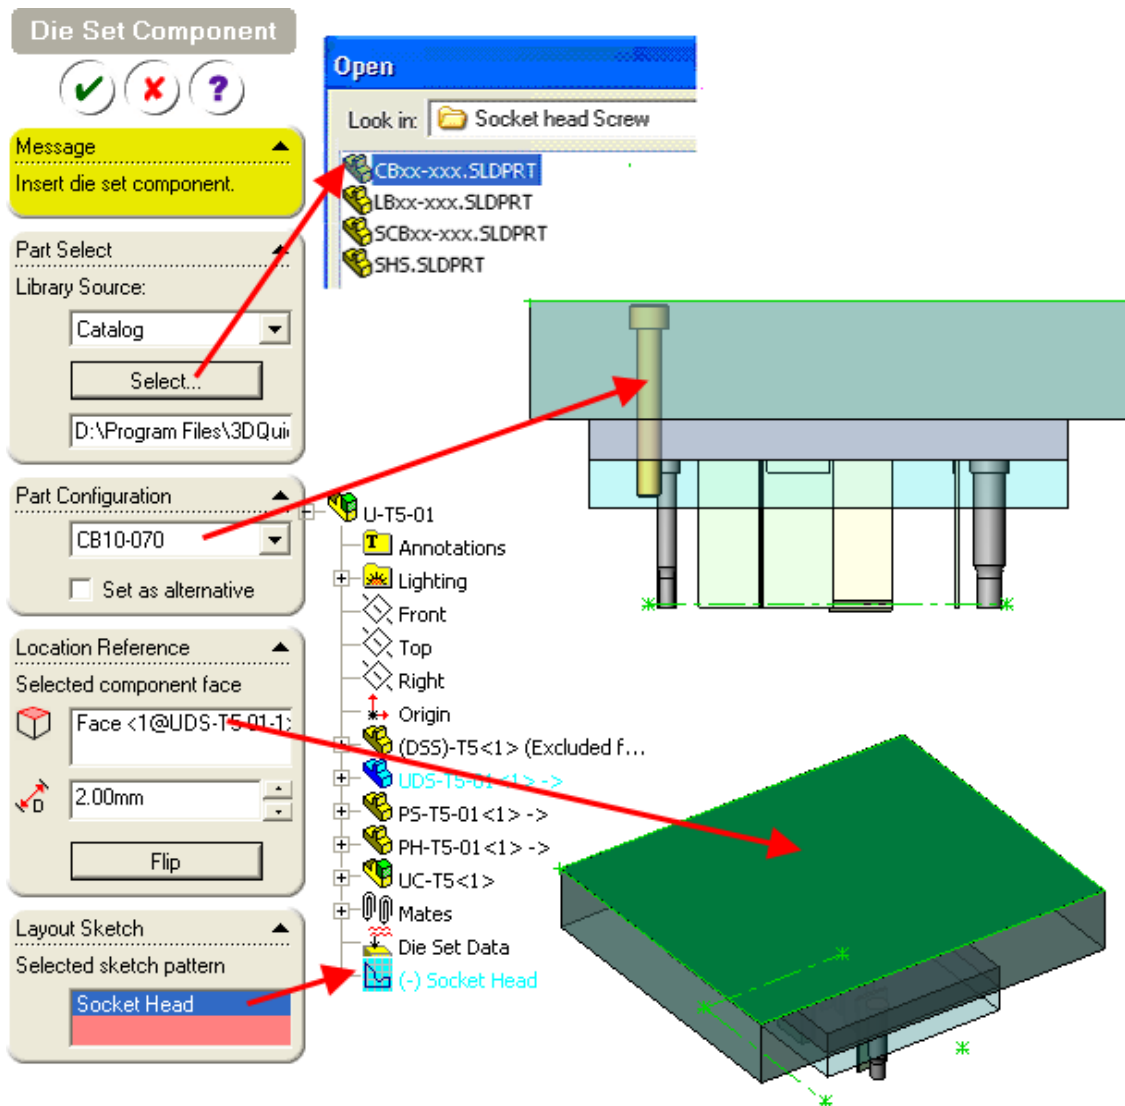 Die Set Component
?
Message
Insert die set component.
Part Select
Library Source:
Catalog
Select...
D:\Program Files\3DQui
Part Configuration
CB10-070
Set as alternative
Location Reference
Selected component face
Face <1@UDS-T5-01-1>
D
2.00mm
Flip
Layout Sketch
Selected sketch pattern
Socket Head
Open
Look in:
Socket head Screw
CBxx-xxx.SLDPRT
LBxx-xxx.SLDPRT
SCBxx-xxx.SLDPRT
SHS.SLDPRT
U-T5-01
T
Annotations
Lighting
Front
Top
Right
Origin
(DSS)-T5<1> (Excluded f...
UDS-T5-01<1> ->
PS-T5-01<1> ->
PH-T5-01<1> ->
UC-T5<1>
Mates
Die Set Data
(-) Socket Head